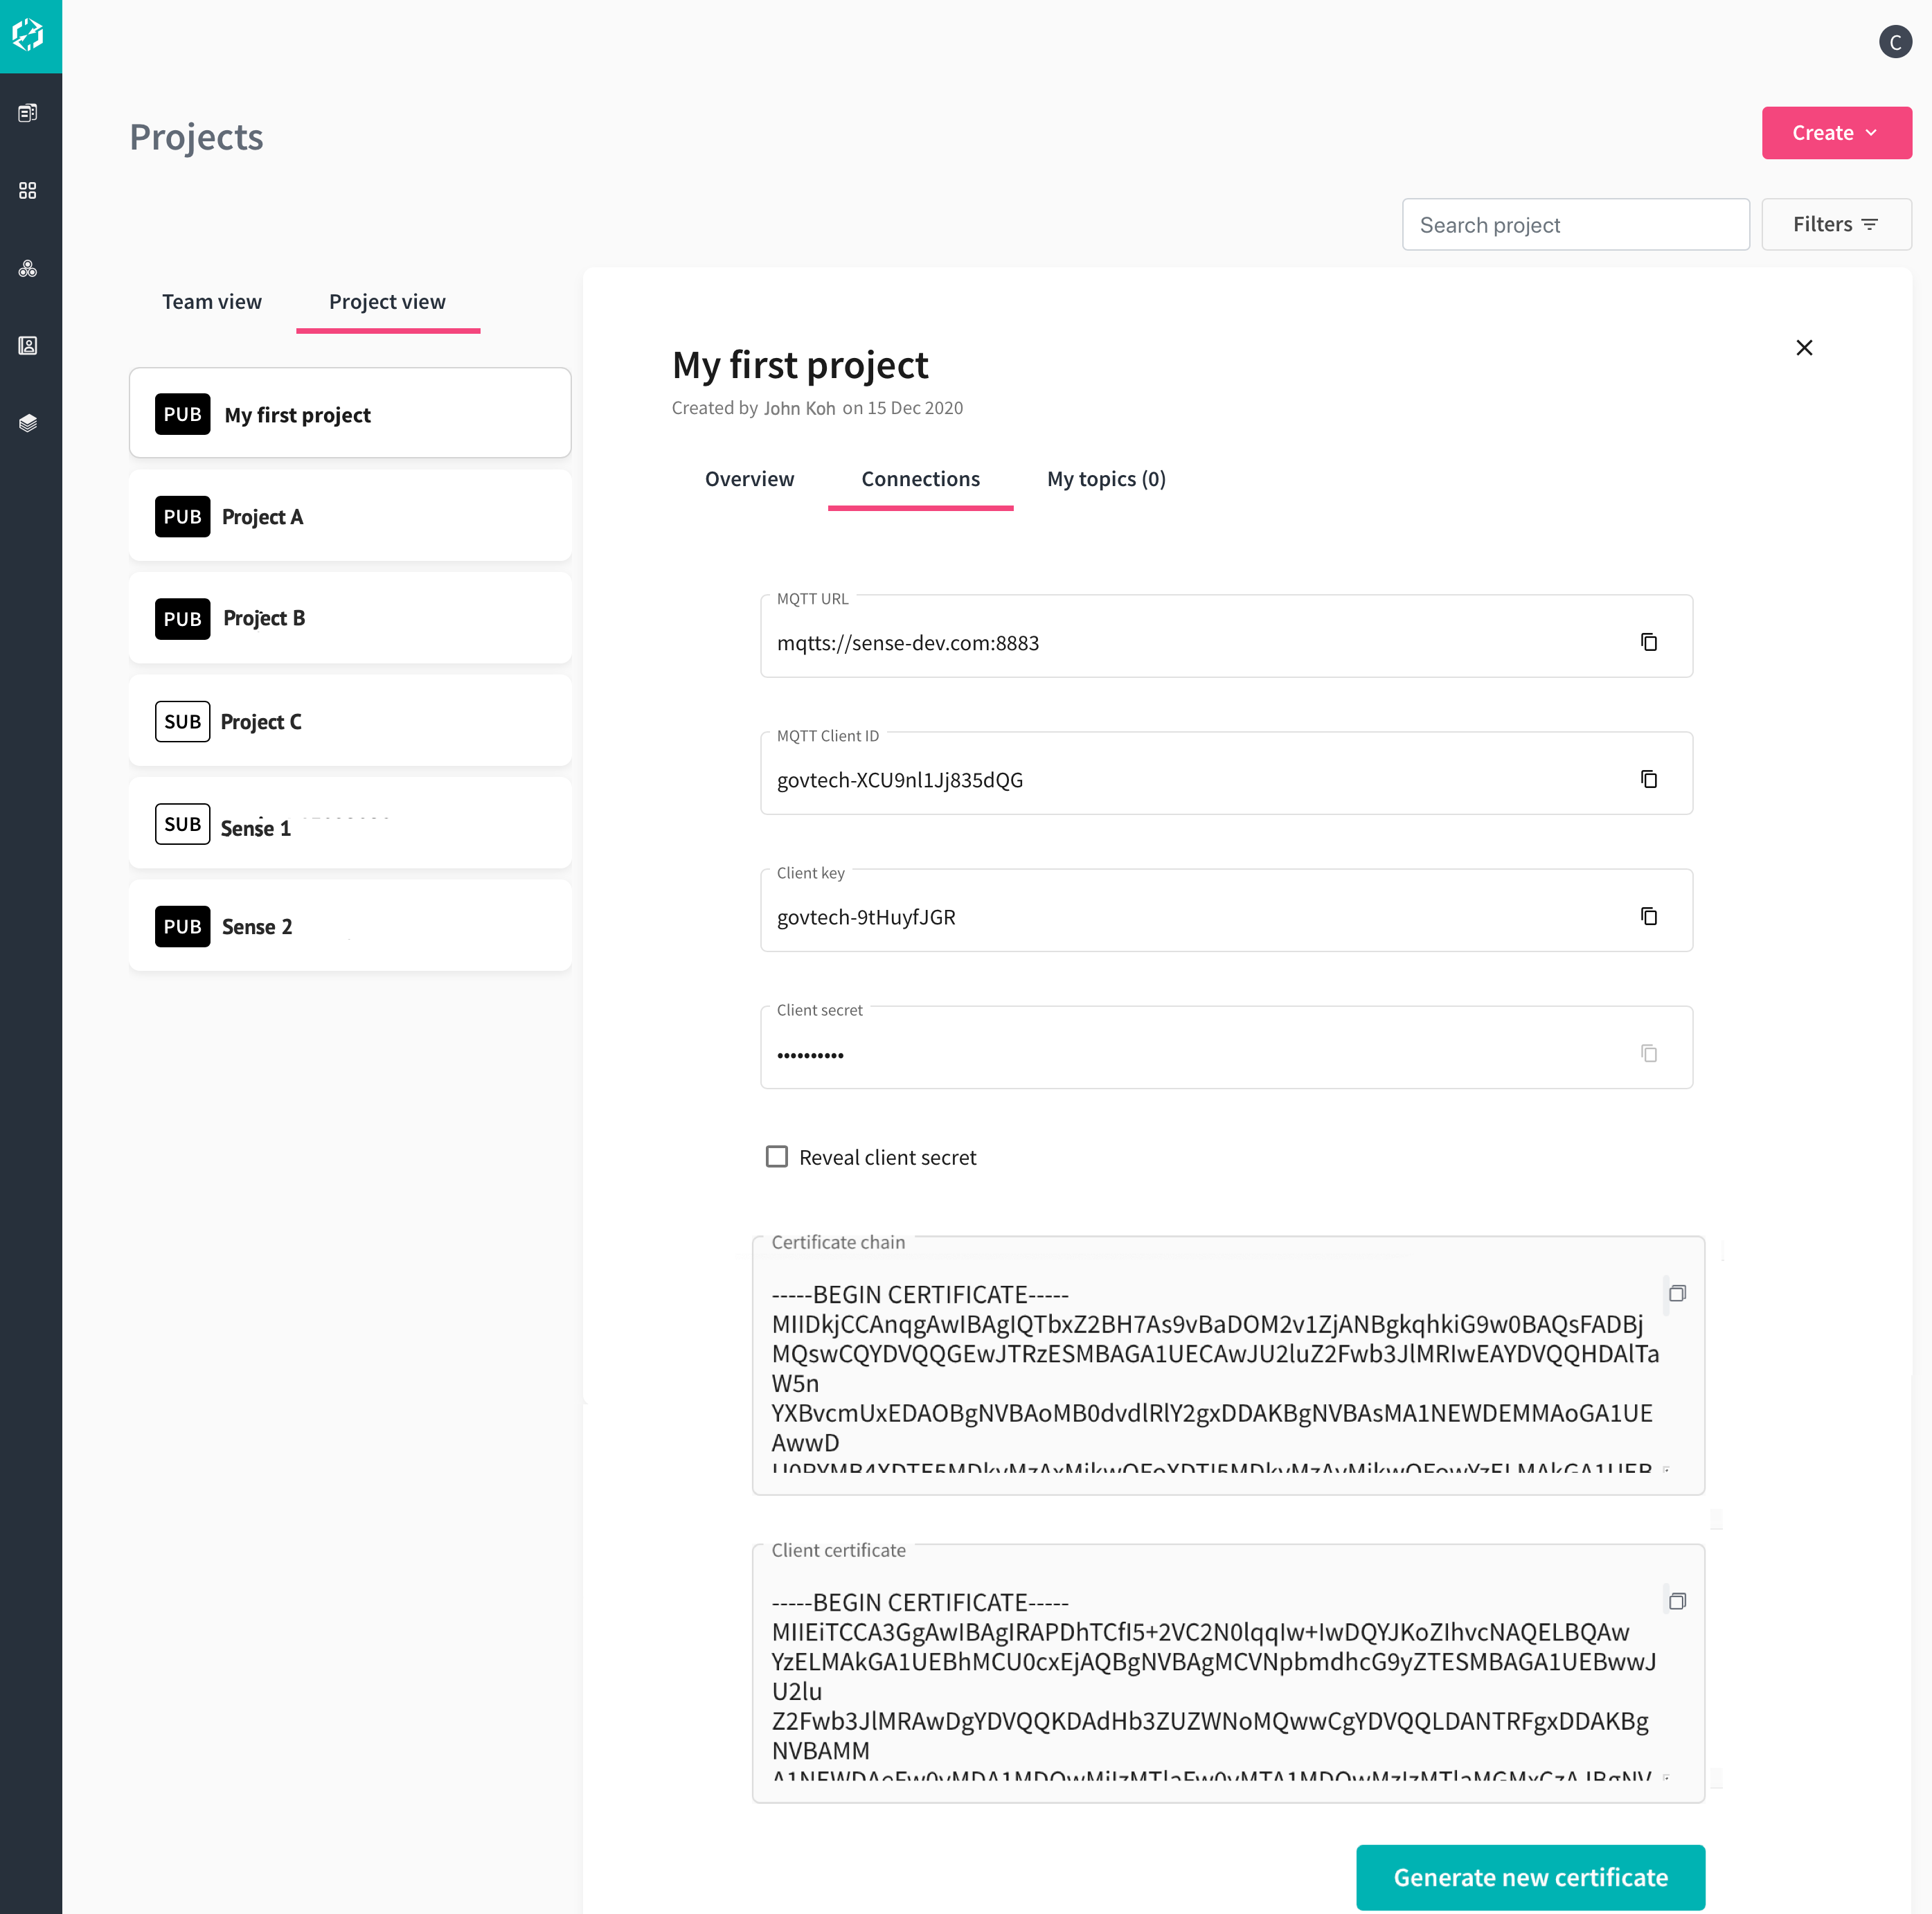 C
Projects
Create
Search project
Filters
Team view
Project view
PUB My first project
PUB Project A
PUB Project B
SUB Project C
SUB Sense 1
PUB Sense 2
My first project
Created by John Koh on 15 Dec 2020
Overview
Connections
My topics (0)
MQTT URL
mqtts://sense-dev.com:8883
MQTT Client ID
govtech-XCU9nl1Jj835dQG
Client key
govtech-9tHuyfJGR
Client secret
••••••••••
Reveal client secret
Certificate chain
-----BEGIN CERTIFICATE-----
MIIDkjCCAnqgAwIBAgIQTbxZ2BH7As9vBaDOM2v1ZjANBgkqhkiG9w0BAQsFADBj
MQswCQYDVQQGEwJTRzESMBAGA1UECAwJU2luZ2Fwb3JlMRIwEAYDVQQHDAlTa
W5n
YXBvcmUxEDAOBgNVBAoMB0dvdlRlY2gxDDAKBgNVBAsMA1NEWDEMMAoGA1UE
AwwD
Client certificate
-----BEGIN CERTIFICATE-----
MIIEiTCCA3GgAwIBAgIRAPDhTCfI5+2VC2N0lqqIw+IwDQYJKoZIhvcNAQELBQAw
YzELMAkGA1UEBhMCU0cxEjAQBgNVBAgMCVNpbmdhcG9yZTESMBAGA1UEBwwJ
U2lu
Z2Fwb3JlMRAwDgYDVQQKDAdHb3ZUZWNoMQwwCgYDVQQLDANTRFgxDDAKBg
NVBAMM
Generate new certificate